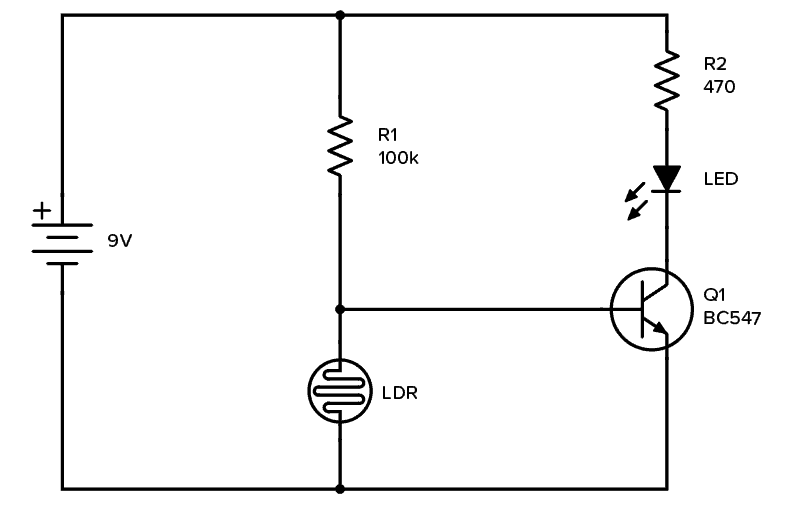 R2
470
R1
100k
LED
+
9V
Q1
BC547
LDR